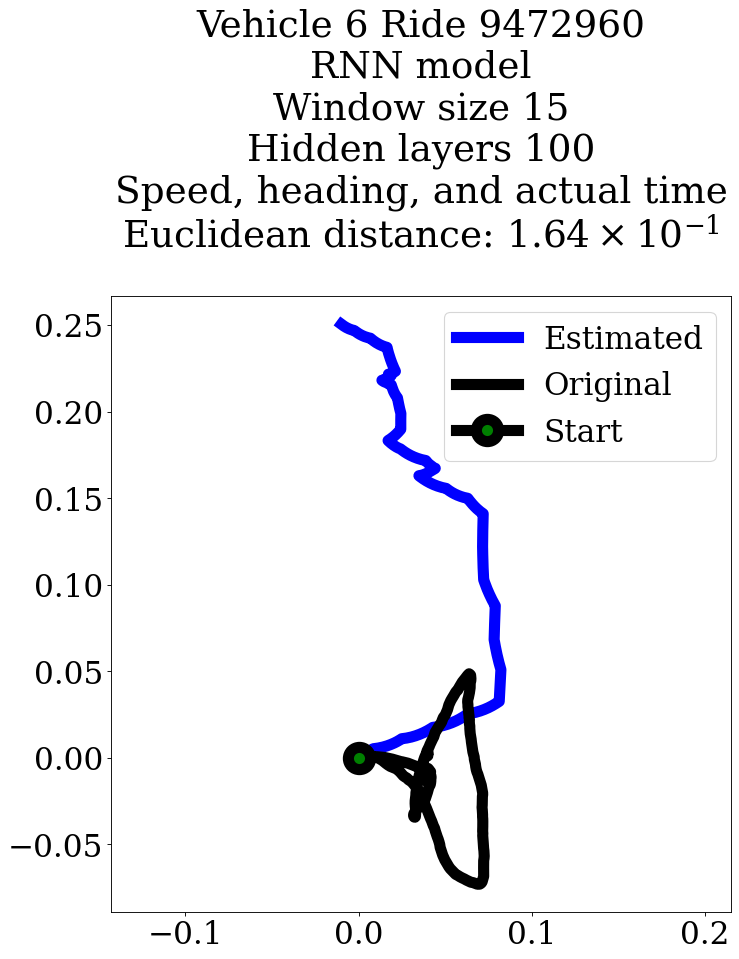 Vehicle 6 Ride 9472960
RNN model
Window size 15
Hidden layers 100
Speed, heading, and actual time
Euclidean distance: 1.64 × 10⁻¹
Estimated
Original
Start
0.25
0.20
0.15
0.10
0.05
0.00
−0.05
−0.1 0.0 0.1 0.2